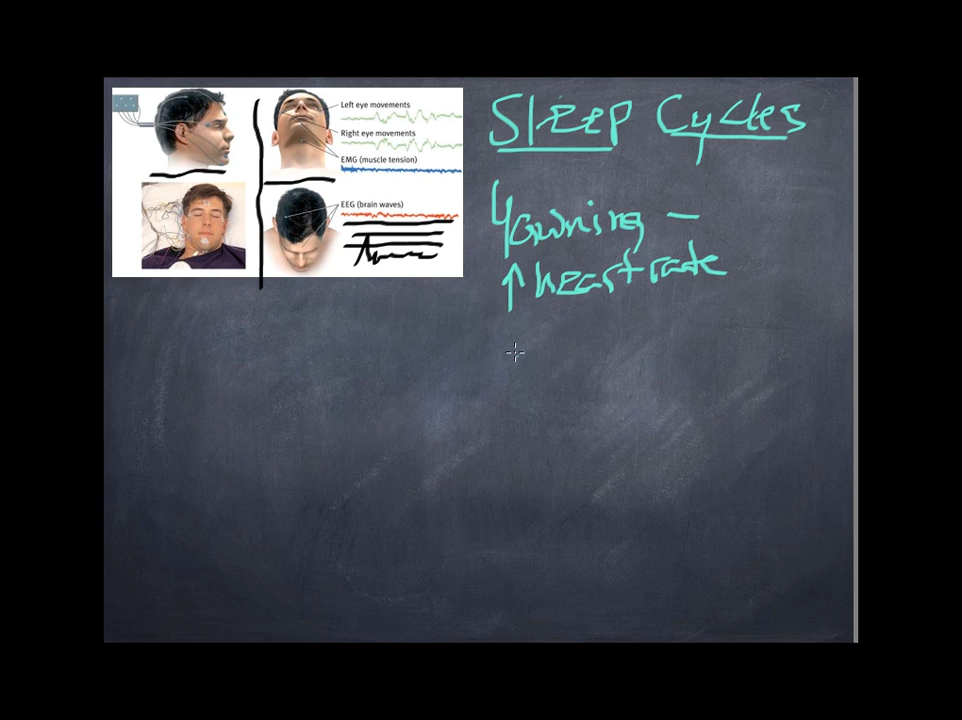 Left eye movements
Right eye movements
EMG (muscle tension)
EEG (brain waves)
Sleep Cycles
Yawning –
↑ heart rate